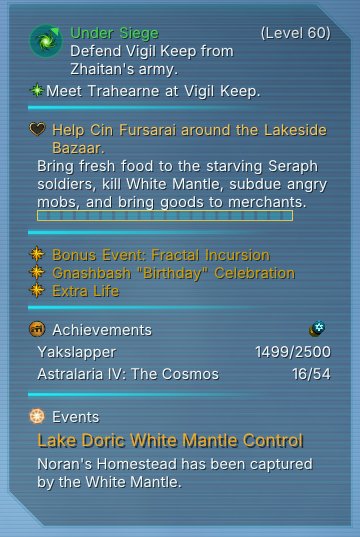 Under Siege (Level 60)
Defend Vigil Keep from
Zhaitan's army.
Meet Trahearne at Vigil Keep.
Help Cin Fursarai around the Lakeside
Bazaar.
Bring fresh food to the starving Seraph
soldiers, kill White Mantle, subdue angry
mobs, and bring goods to merchants.
Bonus Event: Fractal Incursion
Gnashbash "Birthday" Celebration
Extra Life
Achievements
Yakslapper 1499/2500
Astralaria IV: The Cosmos 16/54
Events
Lake Doric White Mantle Control
Noran's Homestead has been captured
by the White Mantle.